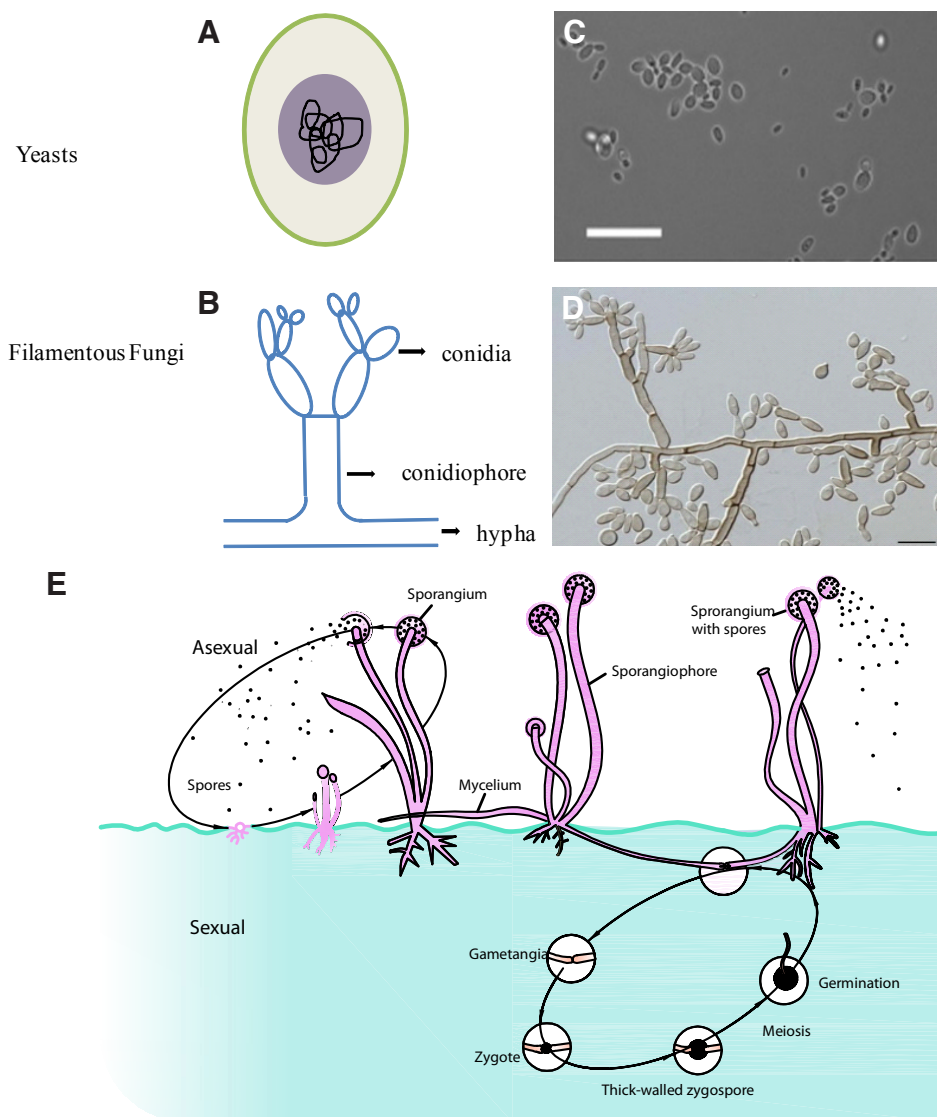 A
C
Yeasts
B
D
Filamentous Fungi
conidia
conidiophore
hypha
E
Sporangium
Sprorangium
with spores
Asexual
Sporangiophore
Spores
Mycelium
Sexual
Gametangia
Germination
Meiosis
Zygote
Thick-walled zygospore